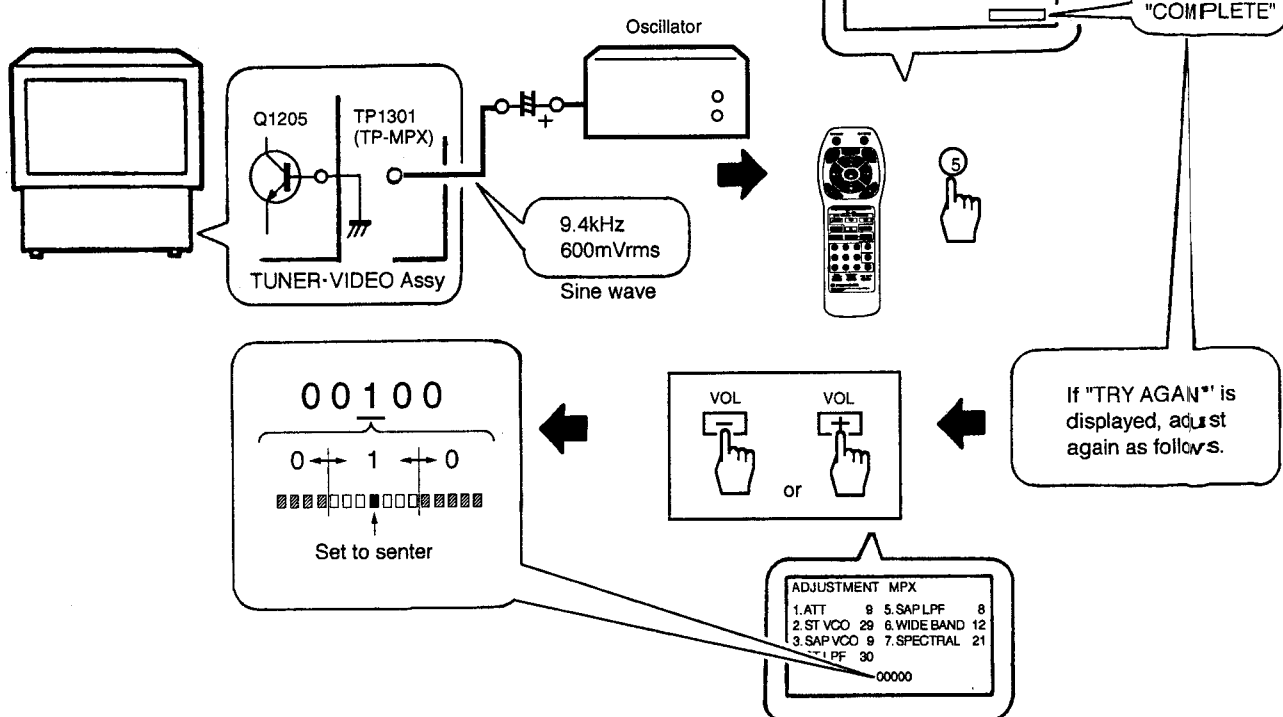 "COMPLETE"
Oscillator
Q1205
TP1301
(TP-MPX)
+
TUNER·VIDEO Assy
9.4kHz
600mVrms
Sine wave
5
If "TRY AGAIN" is
displayed, adjust
again as follows.
VOL
−
or
VOL
+
00100
0 ↔ 1 ↔ 0
Set to senter
ADJUSTMENT MPX
1.ATT 9 5.SAP LPF 8
2.ST VCO 29 6.WIDE BAND 12
3.SAP VCO 9 7.SPECTRAL 21
LPF 30
00000